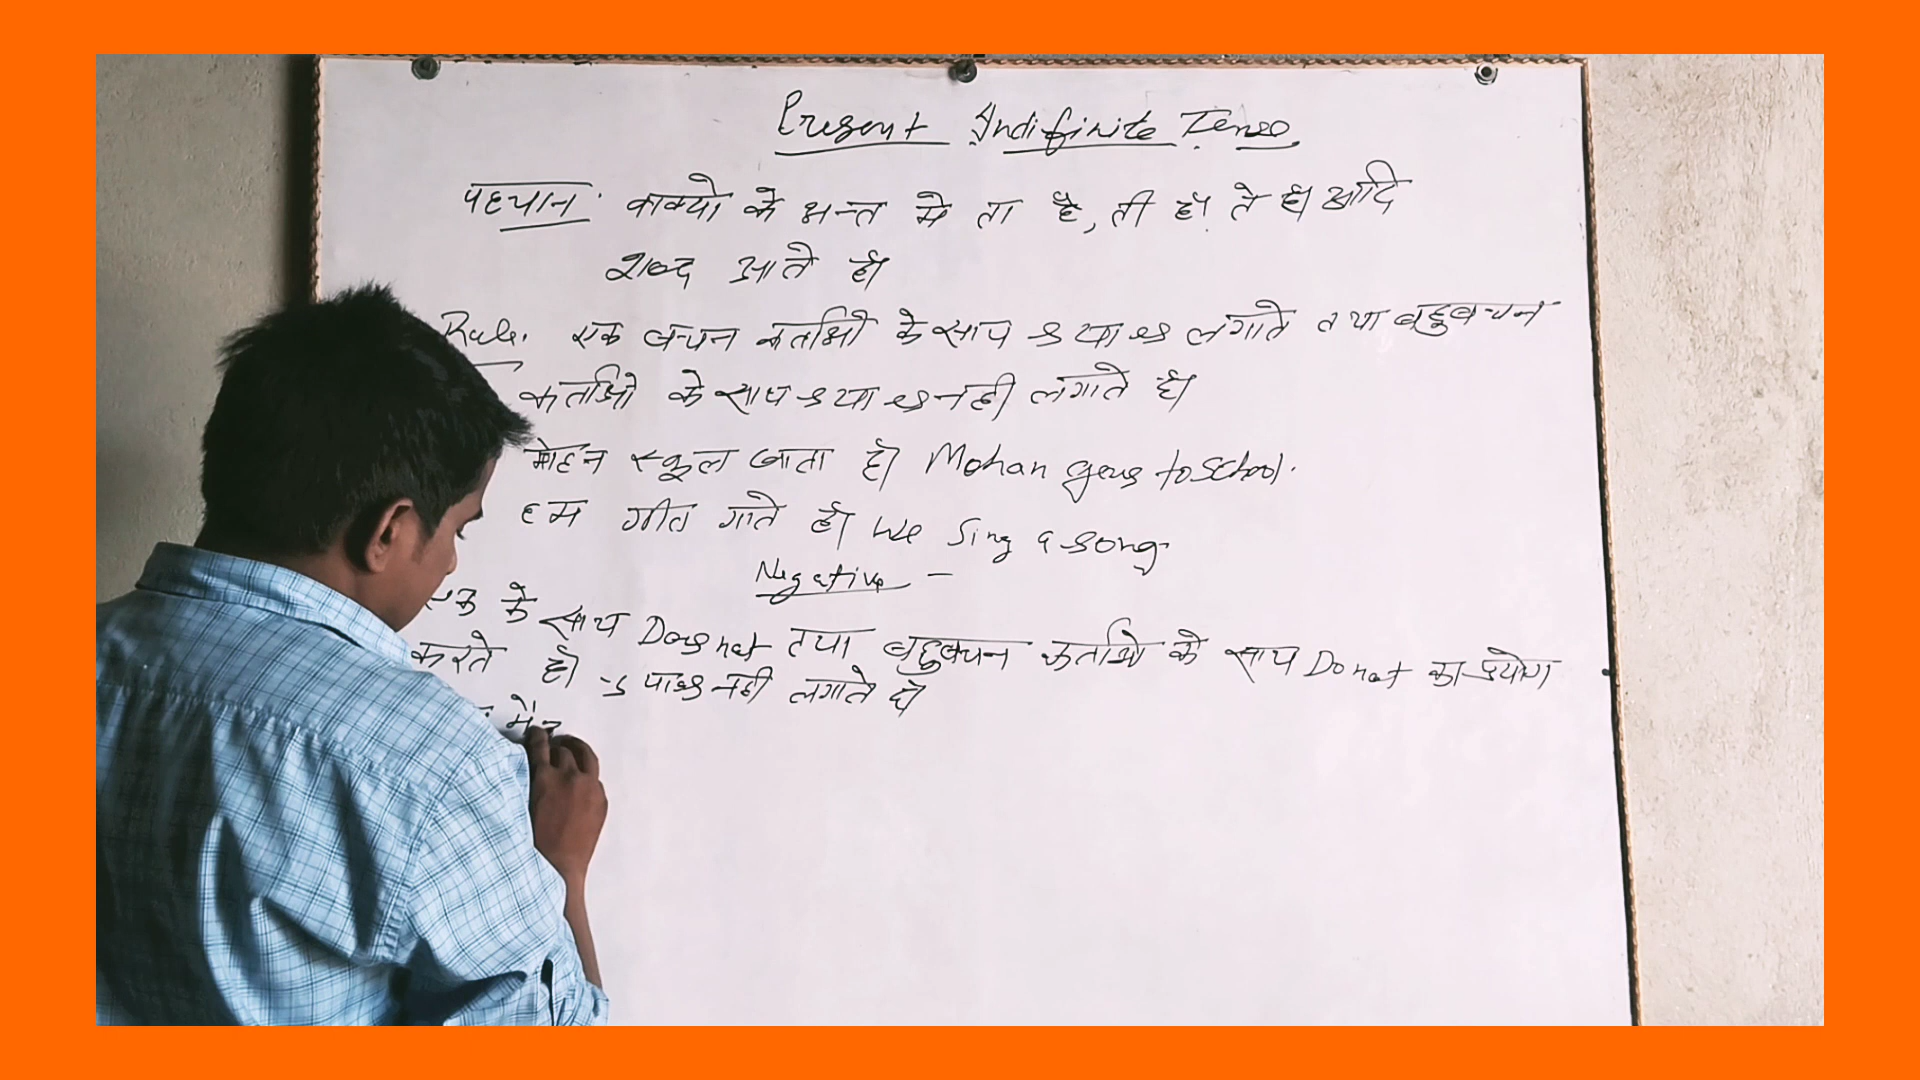 Present Indifinite Tense
पहचान: वाक्यो के अन्त मे ता है, ती है। ते है। आदि
शब्द आते है।
Rule. एक वचन कर्ताओ के साथ s या es लगाते तथा बहुवचन
कर्ताओ के साथ s या es नही लगाते है।
मोहन स्कूल जाता है। Mohan goes to School.
हम गीत गाते है। We Sing a song.
Negative –
एक के साथ Does not तथा बहुवचन कर्ताओ के साथ Do not का प्रयोग
करते है। s या es नही लगाते है।